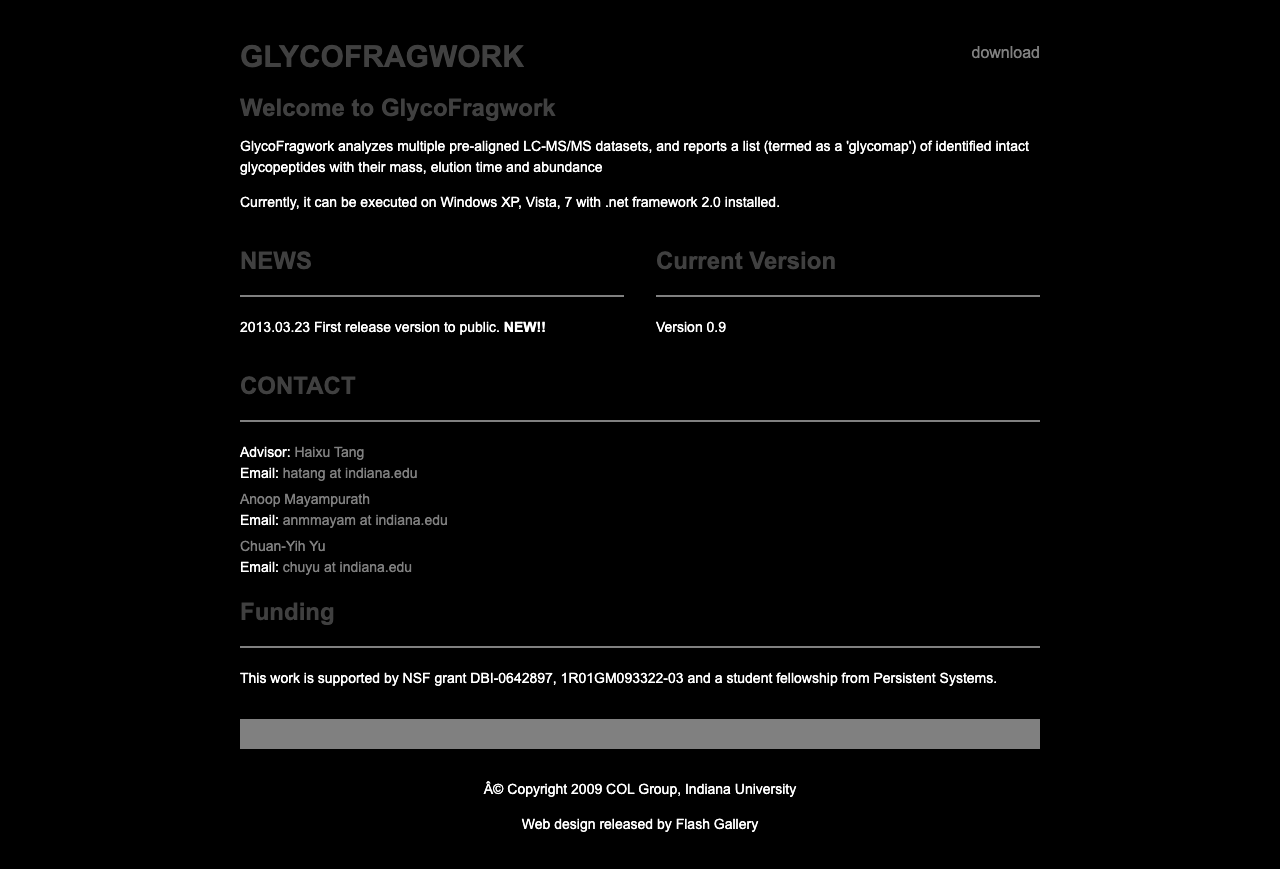 GLYCOFRAGWORK
download
Welcome to GlycoFragwork
GlycoFragwork analyzes multiple pre-aligned LC-MS/MS datasets, and reports a list (termed as a 'glycomap') of identified intact
glycopeptides with their mass, elution time and abundance
Currently, it can be executed on Windows XP, Vista, 7 with .net framework 2.0 installed.
NEWS
2013.03.23 First release version to public. NEW!!
Current Version
Version 0.9
CONTACT
Advisor: Haixu Tang
Email: hatang at indiana.edu
Anoop Mayampurath
Email: anmmayam at indiana.edu
Chuan-Yih Yu
Email: chuyu at indiana.edu
Funding
This work is supported by NSF grant DBI-0642897, 1R01GM093322-03 and a student fellowship from Persistent Systems.
Â© Copyright 2009 COL Group, Indiana University
Web design released by Flash Gallery